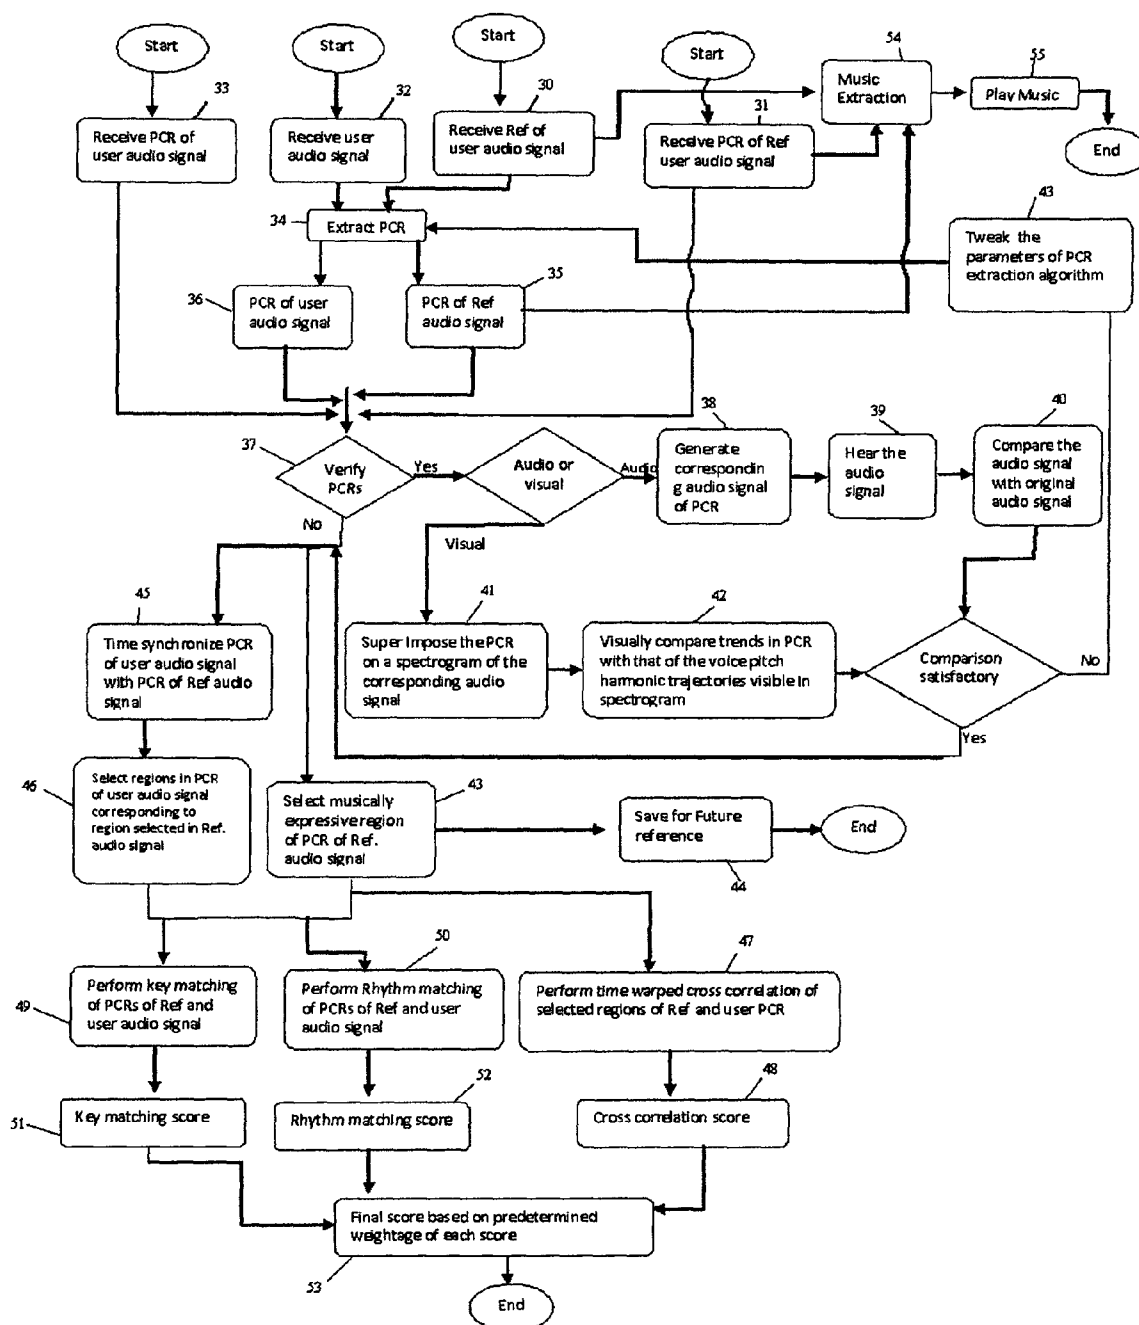 Start
Start
Start
Start
33
32
30
31
54
55
Receive PCR of
user audio signal
Receive user
audio signal
Receive Ref of
user audio signal
Receive PCR of Ref
user audio signal
Music
Extraction
Play Music
End
34
Extract PCR
43
Tweak the
parameters of PCR
extraction algorithm
36
PCR of user
audio signal
35
PCR of Ref
audio signal
37
Verify
PCRs
Yes
No
Audio or
visual
Audio
Visual
38
Generate
correspondin
g audio signal
of PCR
39
Hear the
audio
signal
40
Compare the
audio signal
with original
audio signal
45
Time synchronize PCR
of user audio signal
with PCR of Ref audio
signal
41
Super Impose the PCR
on a spectrogram of the
corresponding audio
signal
42
Visually compare trends in PCR
with that of the voice pitch
harmonic trajectories visible in
spectrogram
Comparison
satisfactory
No
Yes
46
Select regions in PCR
of user audio signal
corresponding to
region selected in Ref.
audio signal
43
Select musically
expressive region
of PCR of Ref.
audio signal
Save for Future
reference
44
End
49
Perform key matching
of PCRs of Ref and
user audio signal
50
Perform Rhythm matching
of PCRs of Ref and user
audio signal
47
Perform time warped cross correlation of
selected regions of Ref and user PCR
51
Key matching score
52
Rhythm matching score
48
Cross correlation score
Final score based on predetermined
weightage of each score
53
End